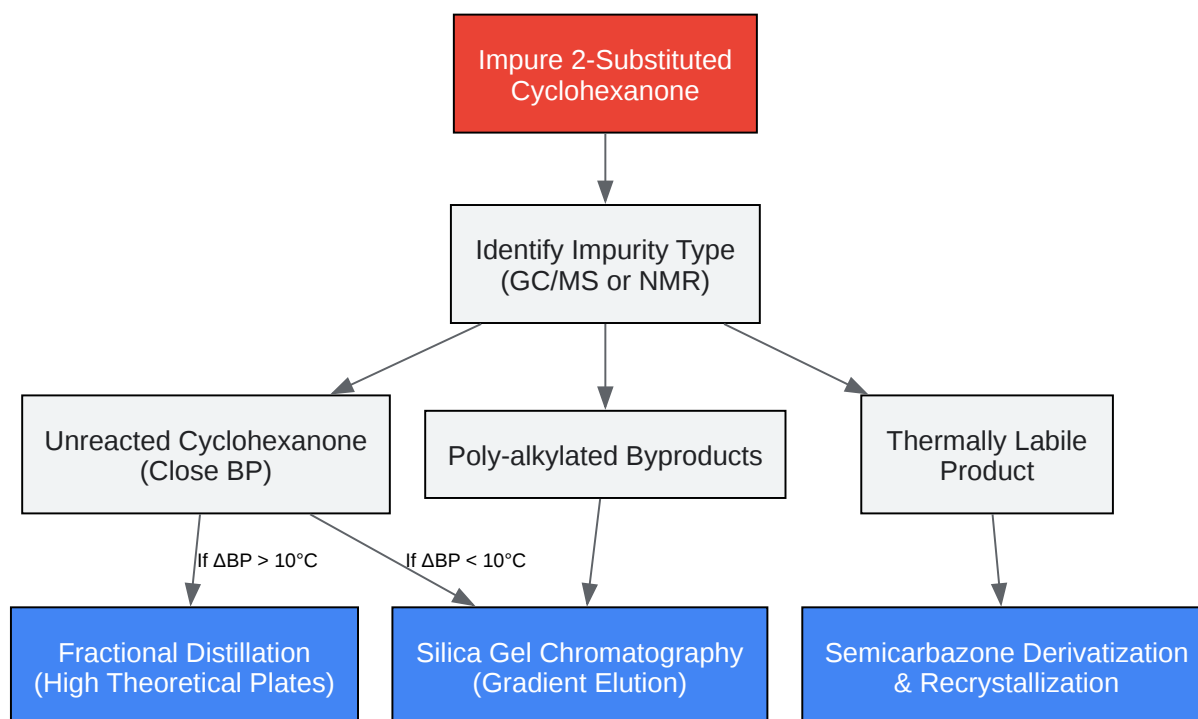 Impure 2-Substituted
Cyclohexanone
Identify Impurity Type
(GC/MS or NMR)
Unreacted Cyclohexanone
(Close BP)
Poly-alkylated Byproducts
Thermally Labile
Product
If ΔBP > 10°C
If ΔBP < 10°C
Fractional Distillation
(High Theoretical Plates)
Silica Gel Chromatography
(Gradient Elution)
Semicarbazone Derivatization
& Recrystallization